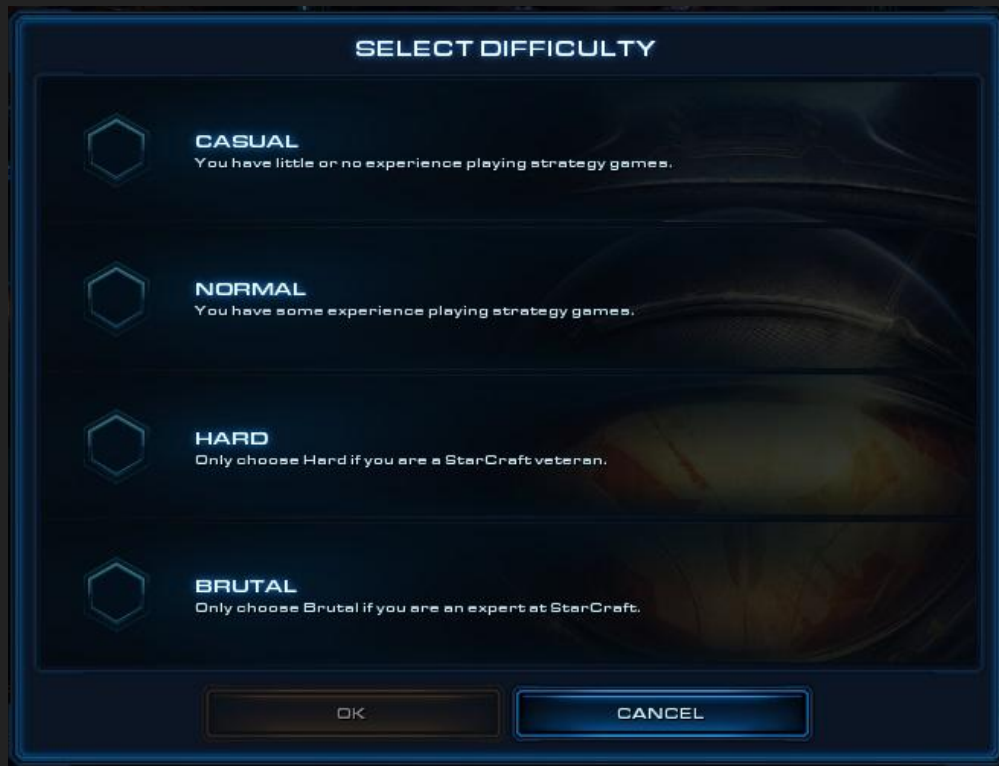 SELECT DIFFICULTY
CASUAL
You have little or no experience playing strategy games.
NORMAL
You have some experience playing strategy games.
HARD
Only choose Hard if you are a StarCraft veteran.
BRUTAL
Only choose Brutal if you are an expert at StarCraft.
OK
CANCEL